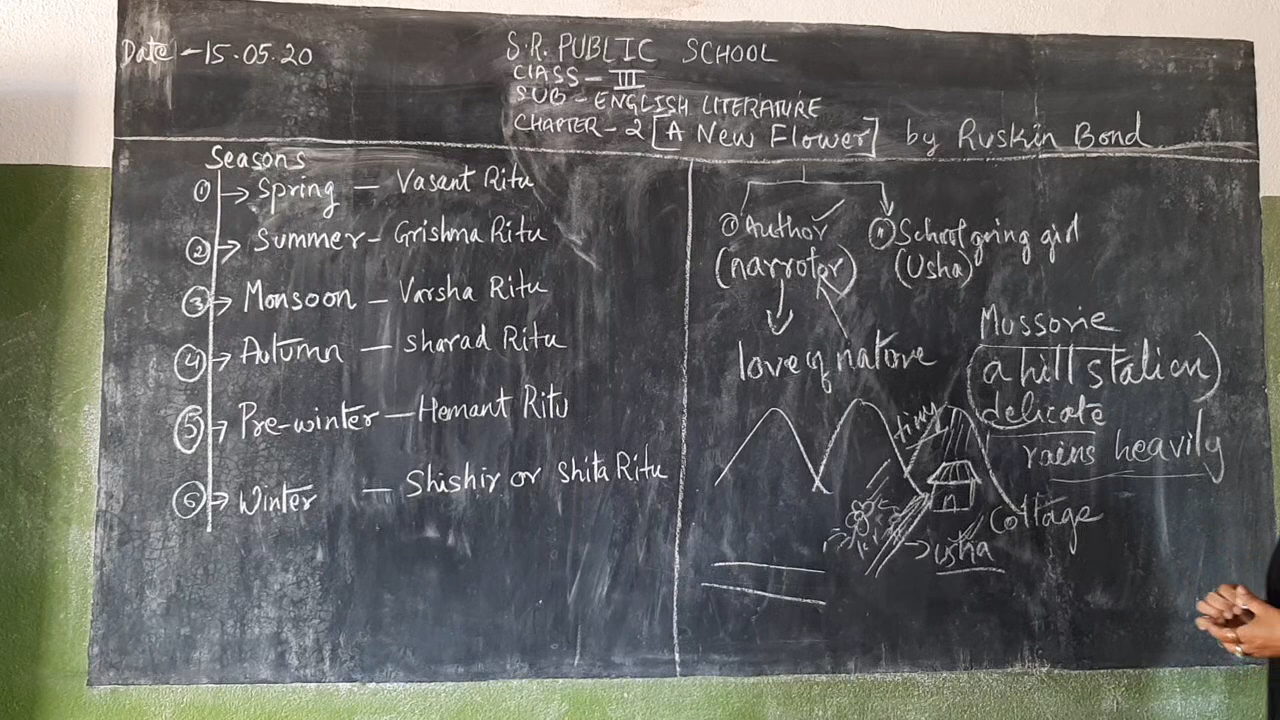 Date - 15.05.20
S.R. PUBLIC SCHOOL
CLASS - III
SUB - ENGLISH LITERATURE
CHAPTER - 2 [A New Flower] by Ruskin Bond
Seasons
① → Spring — Vasant Ritu
② → Summer - Grishma Ritu
③ → Monsoon - Varsha Ritu
④ → Autumn — sharad Ritu
⑤ → Pre-winter — Hemant Ritu
⑥ → Winter — Shishir or shita Ritu
① Author ✓
(narrotor)
↓
love of nature
⑪ School going girl
(Usha)
Mussorie
(a hill station)
delicate
rains heavily
tiny
Cottage
→ Usha